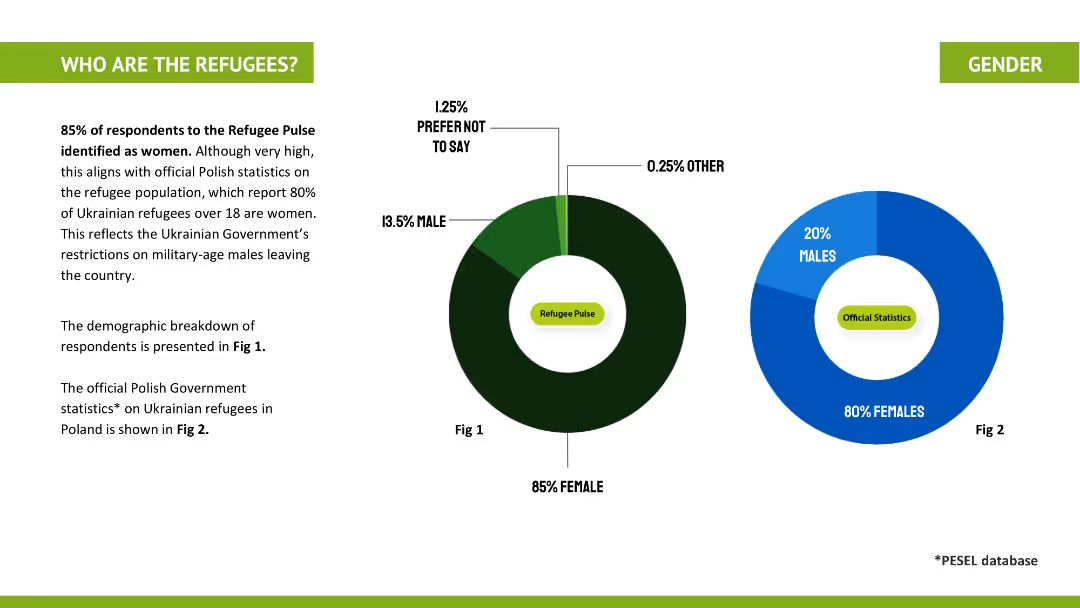 WHO ARE THE REFUGEES?
GENDER
85% of respondents to the Refugee Pulse
identified as women. Although very high,
this aligns with official Polish statistics on
the refugee population, which report 80%
of Ukrainian refugees over 18 are women.
This reflects the Ukrainian Government's
restrictions on military-age males leaving
the country.
The demographic breakdown of
respondents is presented in Fig 1.
The official Polish Government
statistics* on Ukrainian refugees in
Poland is shown in Fig 2.
1.25%
PREFER NOT
TO SAY
0.25% OTHER
13.5% MALE
Refugee Pulse
Fig 1
85% FEMALE
20%
MALES
Official Statistics
80% FEMALES
Fig 2
*PESEL database